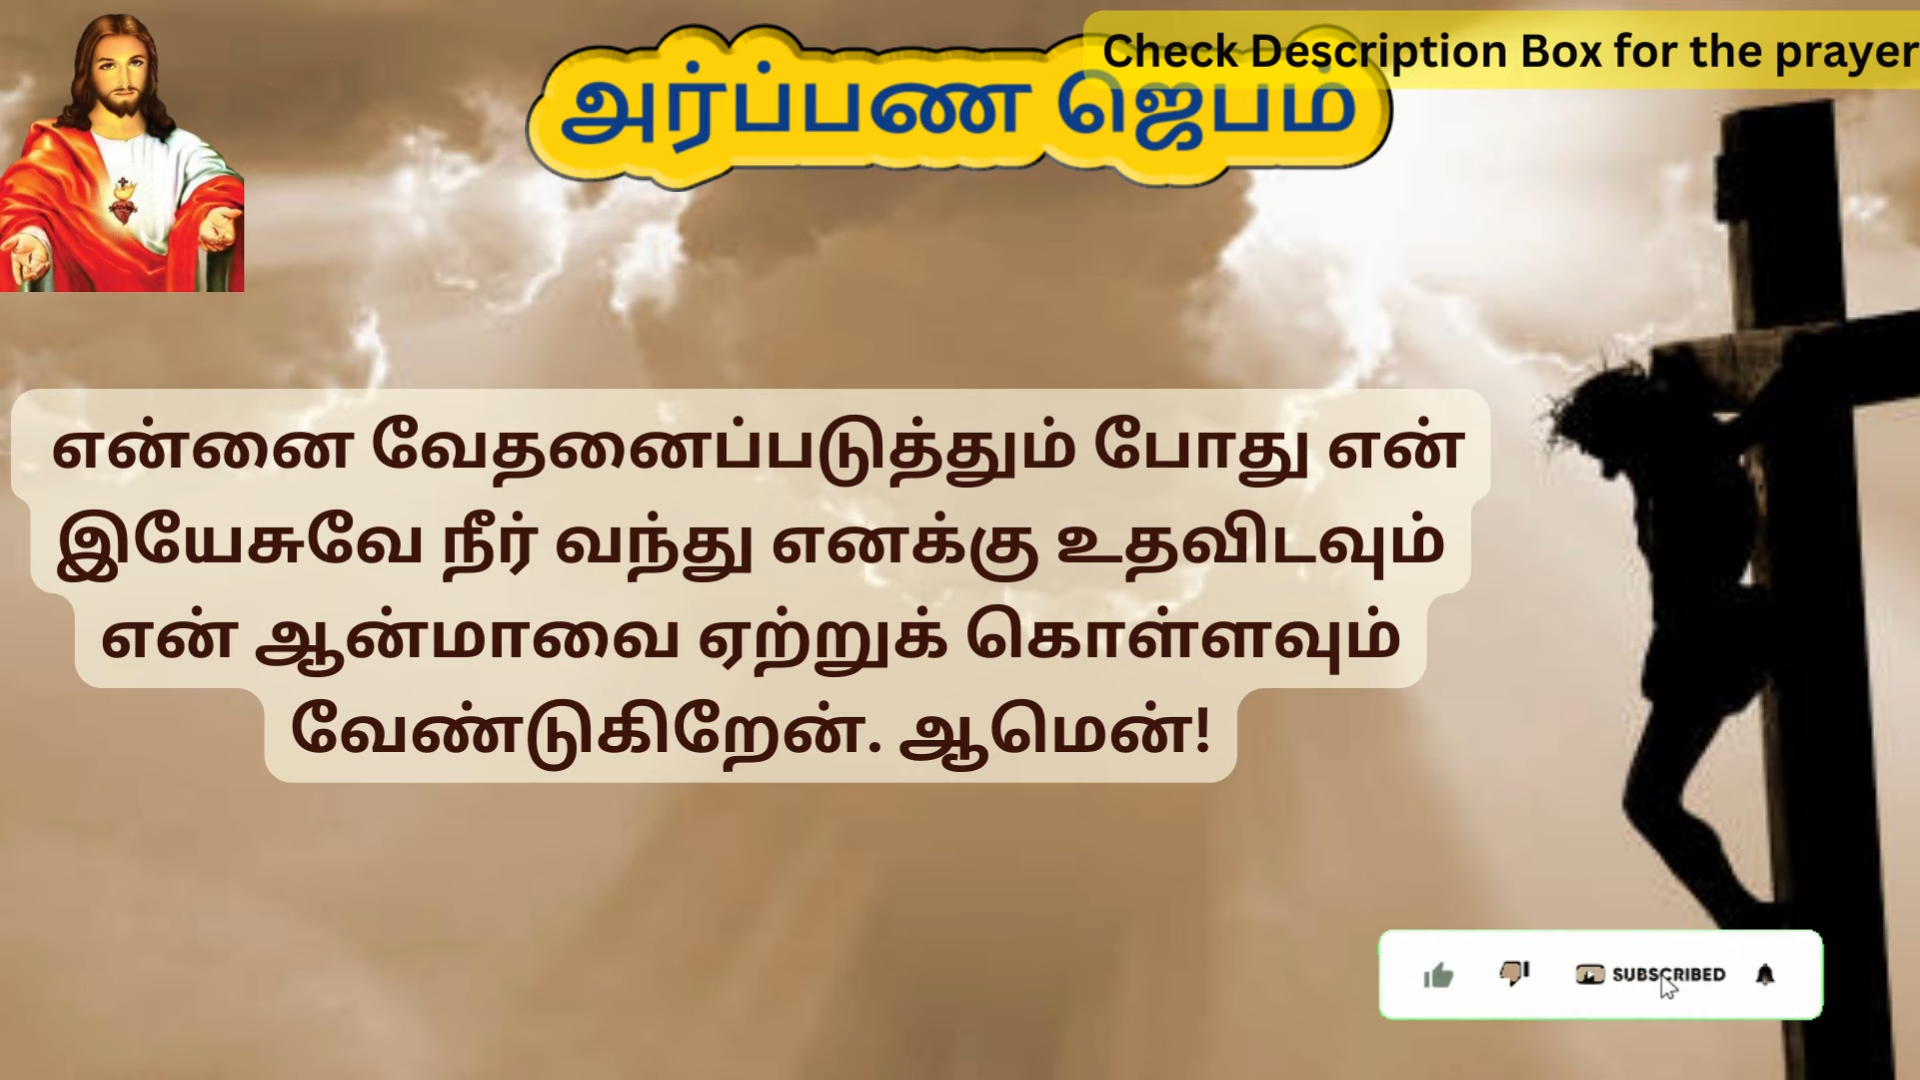 Check Description Box for the prayer
அர்ப்பண ஜெபம்
என்னை வேதனைப்படுத்தும் போது என்
இயேசுவே நீர் வந்து எனக்கு உதவிடவும்
என் ஆன்மாவை ஏற்றுக் கொள்ளவும்
வேண்டுகிறேன். ஆமென்!
SUBSCRIBED